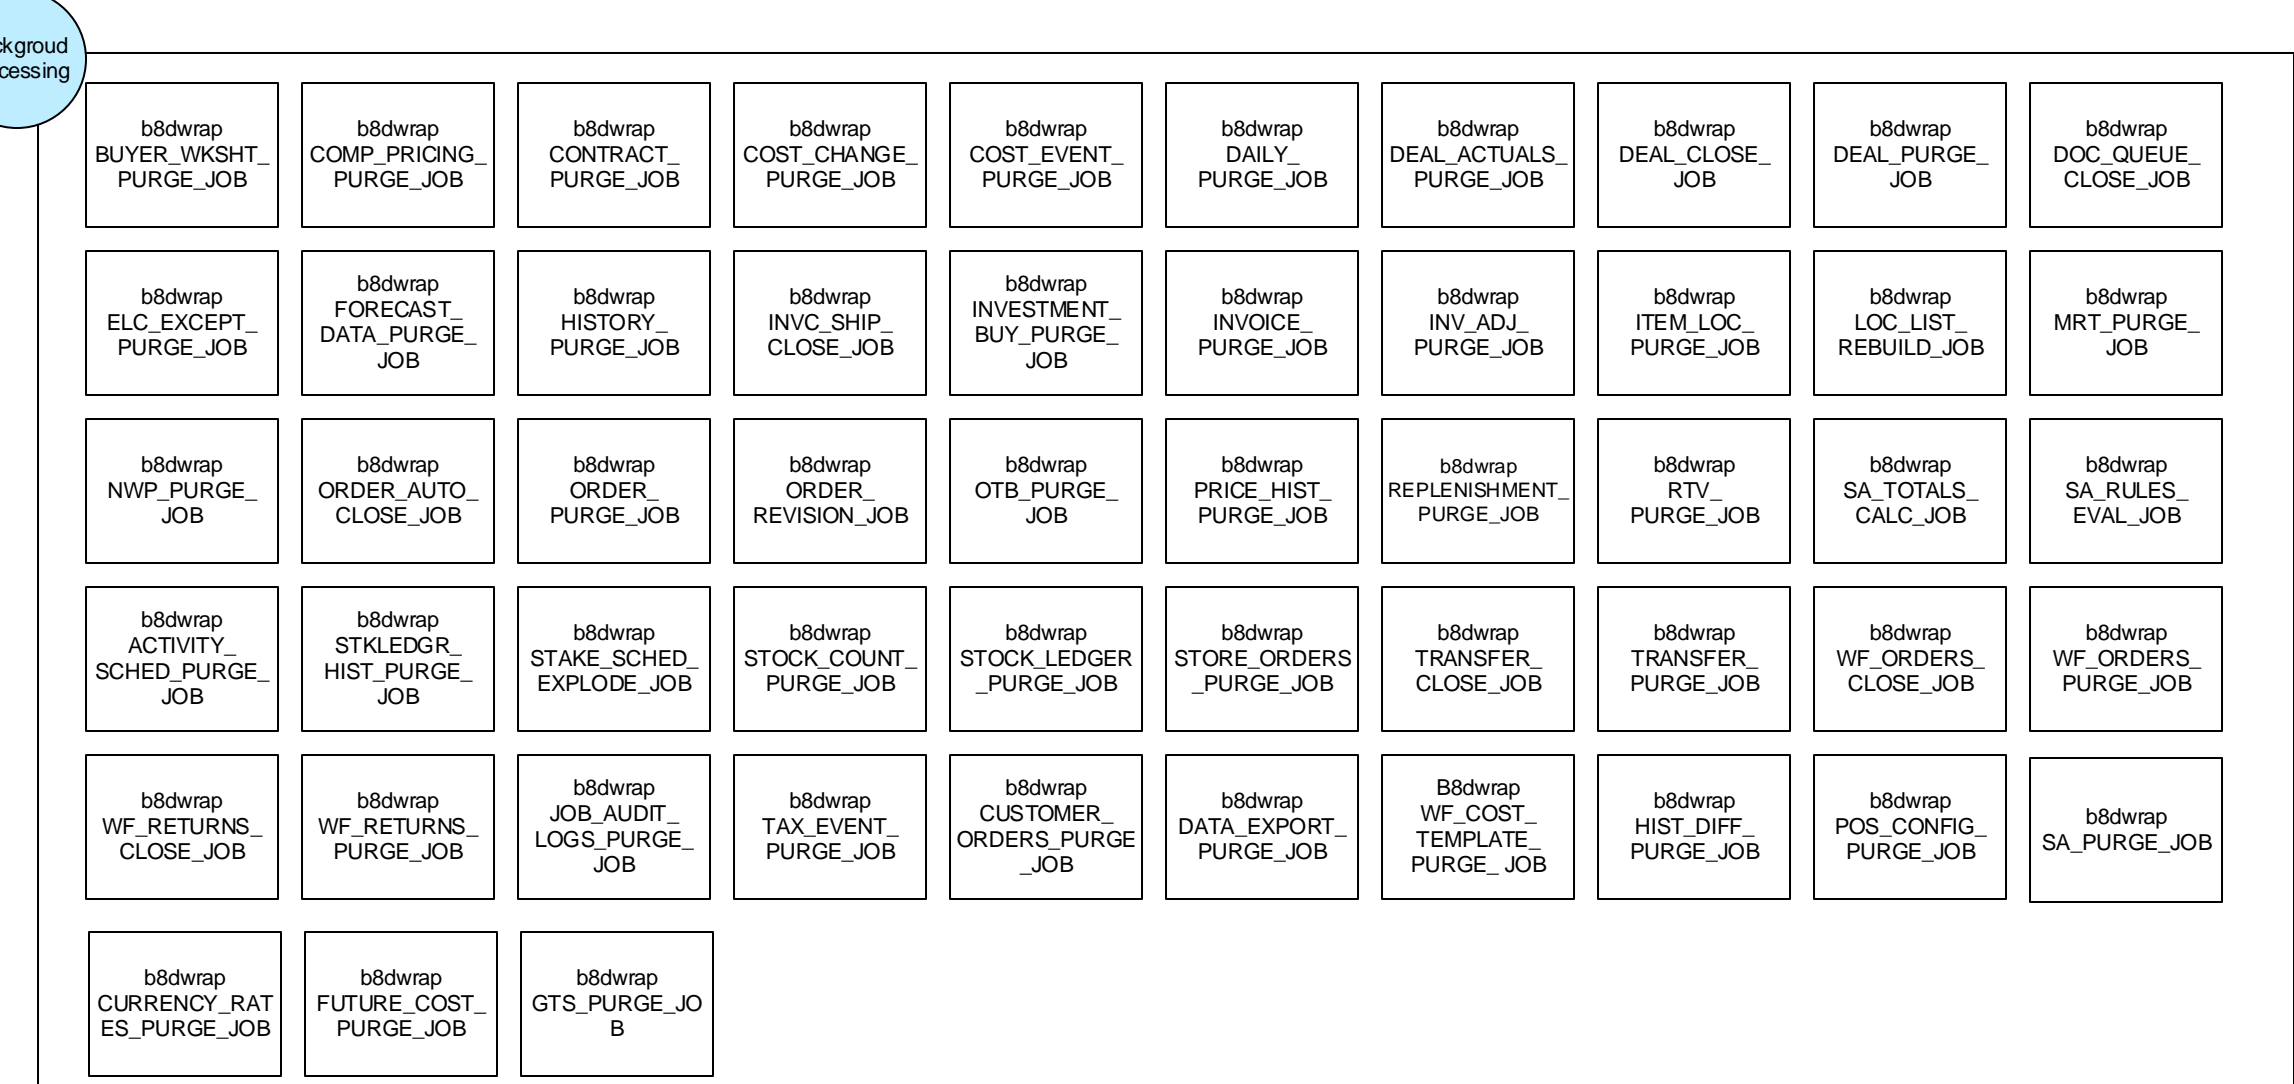 ckgroud
cessing
b8dwrap
BUYER_WKSHT_
PURGE_JOB
b8dwrap
COMP_PRICING_
PURGE_JOB
b8dwrap
CONTRACT_
PURGE_JOB
b8dwrap
COST_CHANGE_
PURGE_JOB
b8dwrap
COST_EVENT_
PURGE_JOB
b8dwrap
DAILY_
PURGE_JOB
b8dwrap
DEAL_ACTUALS_
PURGE_JOB
b8dwrap
DEAL_CLOSE_
JOB
b8dwrap
DEAL_PURGE_
JOB
b8dwrap
DOC_QUEUE_
CLOSE_JOB
b8dwrap
ELC_EXCEPT_
PURGE_JOB
b8dwrap
FORECAST_
DATA_PURGE_
JOB
b8dwrap
HISTORY_
PURGE_JOB
b8dwrap
INVC_SHIP_
CLOSE_JOB
b8dwrap
INVESTMENT_
BUY_PURGE_
JOB
b8dwrap
INVOICE_
PURGE_JOB
b8dwrap
INV_ADJ_
PURGE_JOB
b8dwrap
ITEM_LOC_
PURGE_JOB
b8dwrap
LOC_LIST_
REBUILD_JOB
b8dwrap
MRT_PURGE_
JOB
b8dwrap
NWP_PURGE_
JOB
b8dwrap
ORDER_AUTO_
CLOSE_JOB
b8dwrap
ORDER_
PURGE_JOB
b8dwrap
ORDER_
REVISION_JOB
b8dwrap
OTB_PURGE_
JOB
b8dwrap
PRICE_HIST_
PURGE_JOB
b8dwrap
REPLENISHMENT_
PURGE_JOB
b8dwrap
RTV_
PURGE_JOB
b8dwrap
SA_TOTALS_
CALC_JOB
b8dwrap
SA_RULES_
EVAL_JOB
b8dwrap
ACTIVITY_
SCHED_PURGE_
JOB
b8dwrap
STKLEDGR_
HIST_PURGE_
JOB
b8dwrap
STAKE_SCHED_
EXPLODE_JOB
b8dwrap
STOCK_COUNT_
PURGE_JOB
b8dwrap
STOCK_LEDGER
_PURGE_JOB
b8dwrap
STORE_ORDERS
_PURGE_JOB
b8dwrap
TRANSFER_
CLOSE_JOB
b8dwrap
TRANSFER_
PURGE_JOB
b8dwrap
WF_ORDERS_
CLOSE_JOB
b8dwrap
WF_ORDERS_
PURGE_JOB
b8dwrap
WF_RETURNS_
CLOSE_JOB
b8dwrap
WF_RETURNS_
PURGE_JOB
b8dwrap
JOB_AUDIT_
LOGS_PURGE_
JOB
b8dwrap
TAX_EVENT_
PURGE_JOB
b8dwrap
CUSTOMER_
ORDERS_PURGE
_JOB
b8dwrap
DATA_EXPORT_
PURGE_JOB
B8dwrap
WF_COST_
TEMPLATE_
PURGE_ JOB
b8dwrap
HIST_DIFF_
PURGE_JOB
b8dwrap
POS_CONFIG_
PURGE_JOB
b8dwrap
SA_PURGE_JOB
b8dwrap
CURRENCY_RAT
ES_PURGE_JOB
b8dwrap
FUTURE_COST_
PURGE_JOB
b8dwrap
GTS_PURGE_JO
B